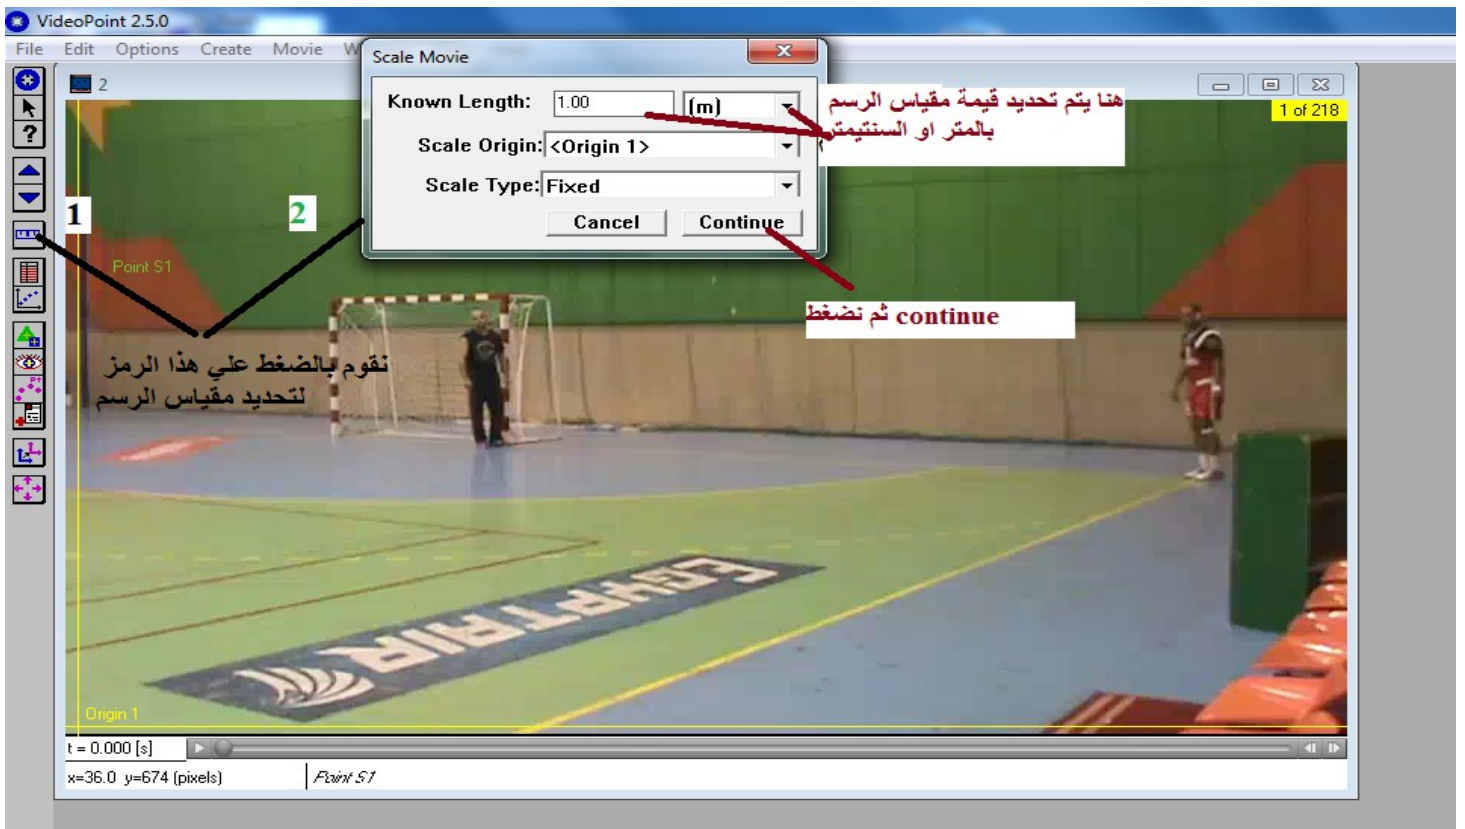 VideoPoint 2.5.0
File Edit Options Create Movie W
Scale Movie
2
Known Length: 1.00 (m)
هنا يتم تحديد قيمة مقياس الرسم
بالمتر او السنتيمتر
1 of 218
Scale Origin: <Origin 1>
Scale Type: Fixed
1
2
Cancel Continue
Point S1
ثم نضغط continue
نقوم بالضغط علي هذا الرمز
لتحديد مقياس الرسم
EGYPTAIR
Origin 1
t = 0.000 [s]
x=36.0 y=674 (pixels) Point S1